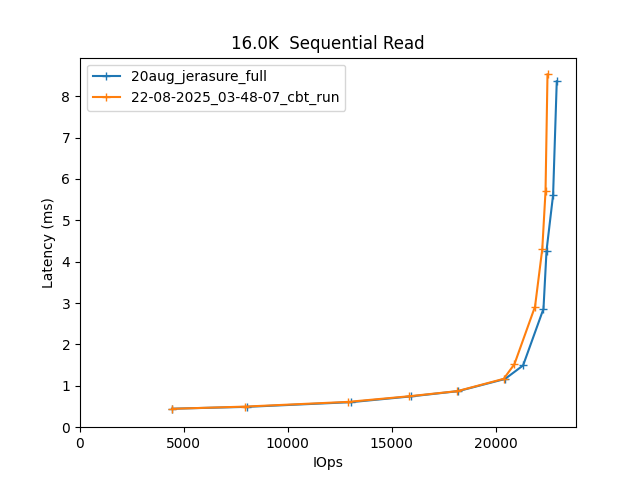 16.0K  Sequential Read
20aug_jerasure_full
22-08-2025_03-48-07_cbt_run
Latency (ms)
8
7
6
5
4
3
2
1
0
0 5000 10000 15000 20000
IOps